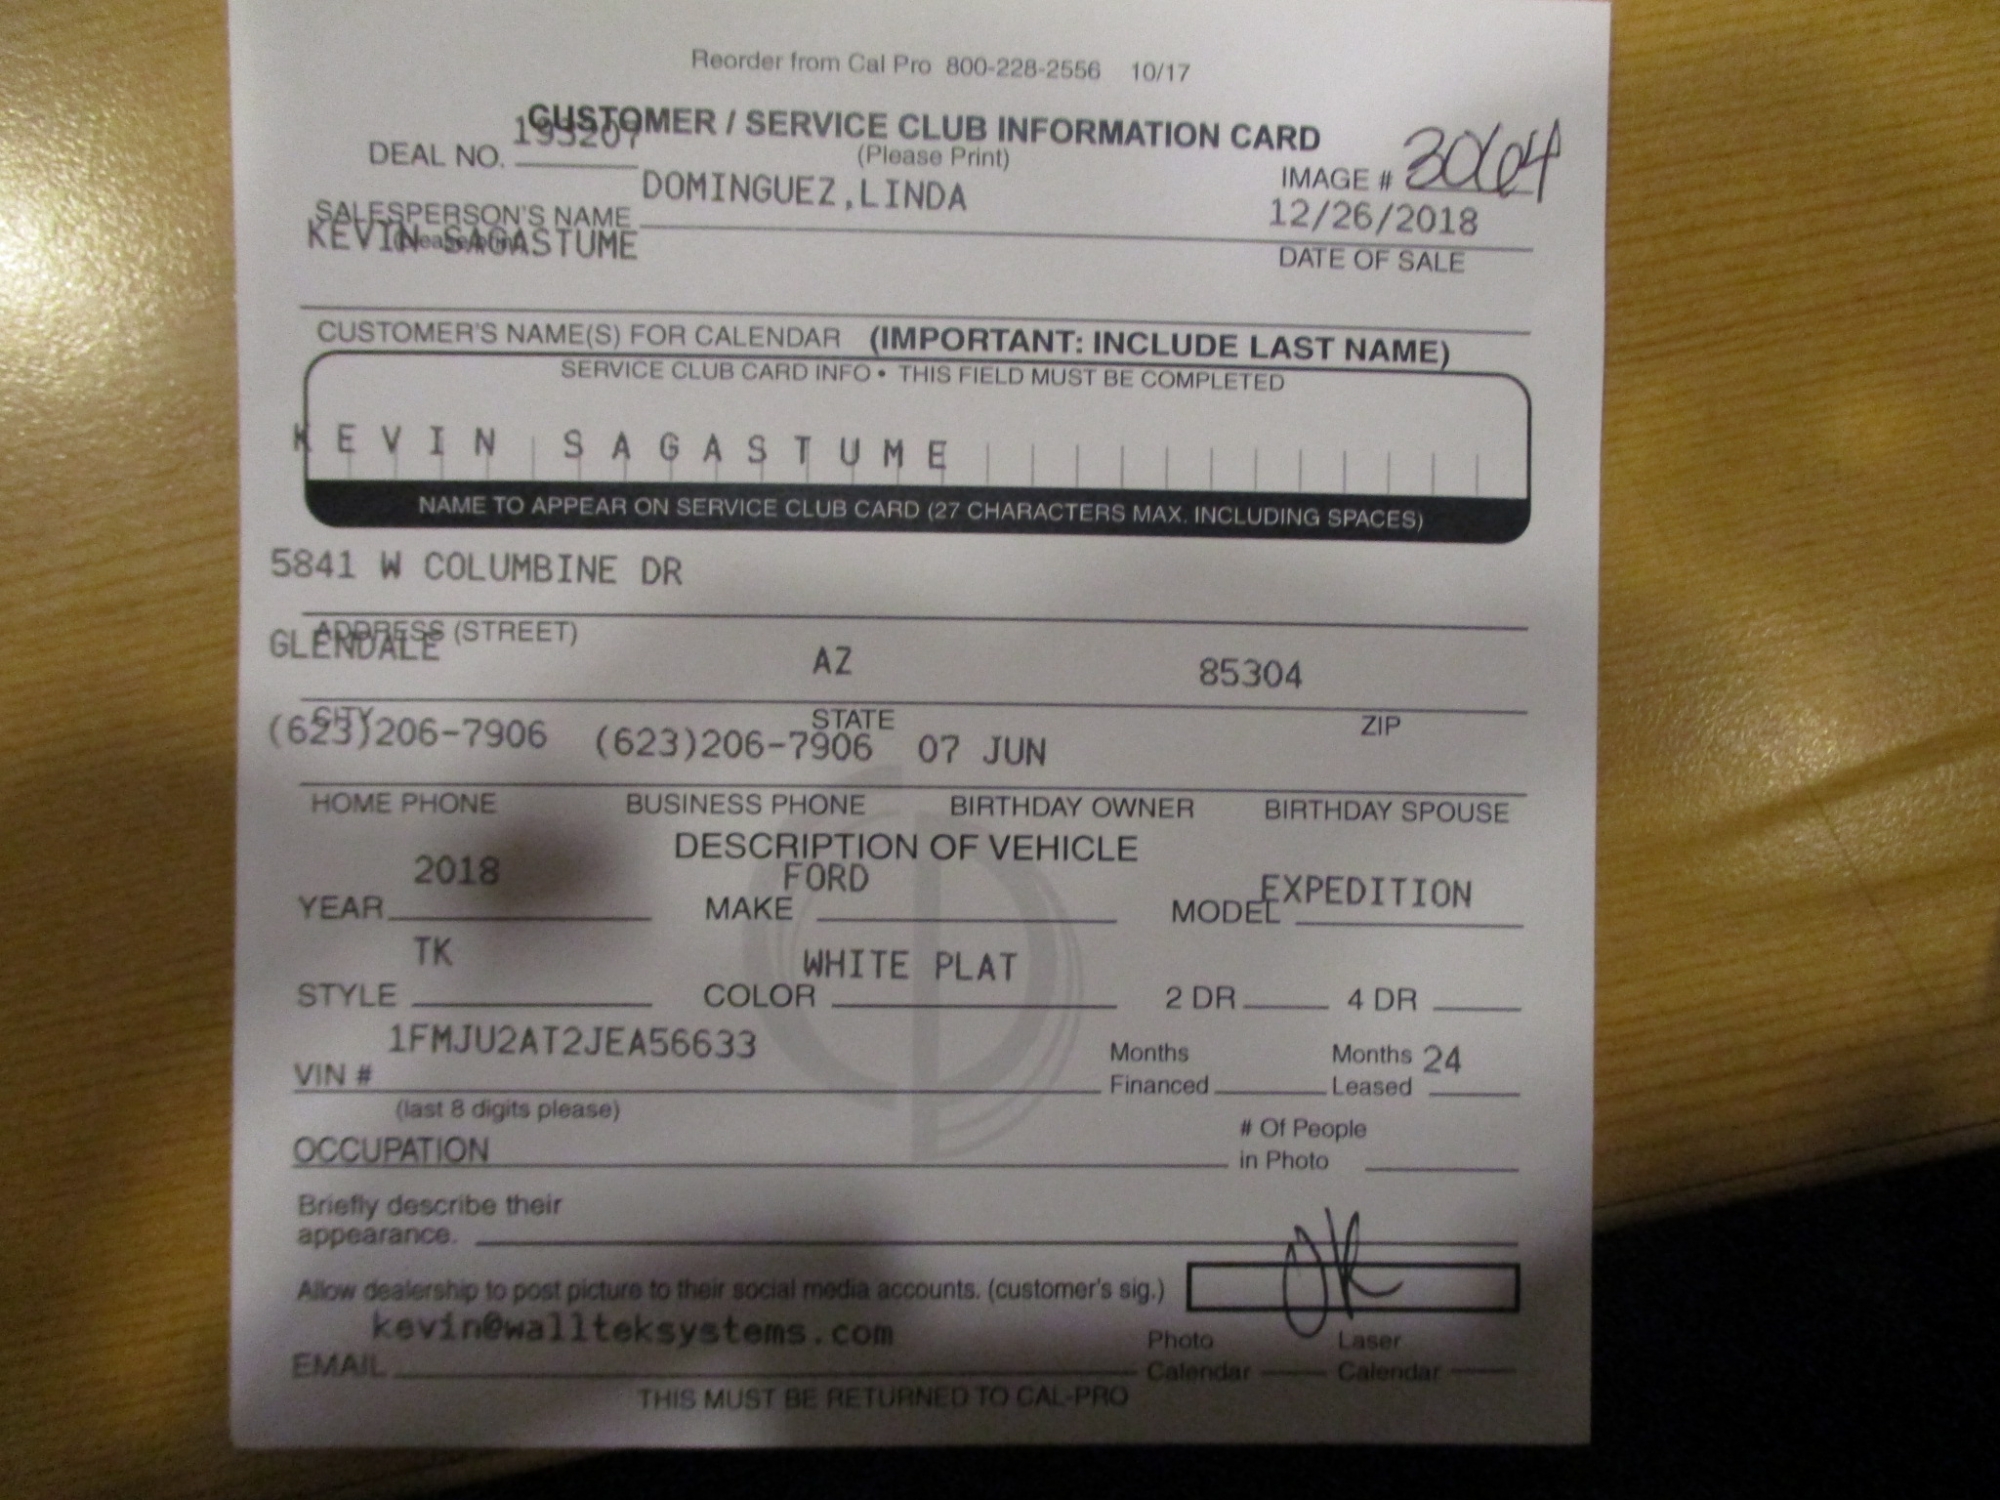 Reorder from Cal Pro 800-228-2556 10/17
CUSTOMER / SERVICE CLUB INFORMATION CARD
(Please Print)
DEAL NO. 193207
IMAGE # 3064
SALESPERSON'S NAME DOMINGUEZ,LINDA
12/26/2018
KEVIN SAGASTUME
DATE OF SALE
CUSTOMER'S NAME(S) FOR CALENDAR (IMPORTANT: INCLUDE LAST NAME)
SERVICE CLUB CARD INFO • THIS FIELD MUST BE COMPLETED
KEVIN SAGASTUME
NAME TO APPEAR ON SERVICE CLUB CARD (27 CHARACTERS MAX. INCLUDING SPACES)
5841 W COLUMBINE DR
ADDRESS (STREET)
GLENDALE AZ 85304
CITY STATE ZIP
(623)206-7906 (623)206-7906 07 JUN
HOME PHONE BUSINESS PHONE BIRTHDAY OWNER BIRTHDAY SPOUSE
DESCRIPTION OF VEHICLE
YEAR 2018 MAKE FORD MODEL EXPEDITION
STYLE TK COLOR WHITE PLAT 2 DR 4 DR
VIN # 1FMJU2AT2JEA56633 Months Financed Months Leased 24
(last 8 digits please)
OCCUPATION # Of People in Photo
Briefly describe their
appearance.
Allow dealership to post picture to their social media accounts. (customer's sig.) OK
EMAIL kevin@wallteksystems.com Photo Calendar Laser Calendar
THIS MUST BE RETURNED TO CAL-PRO